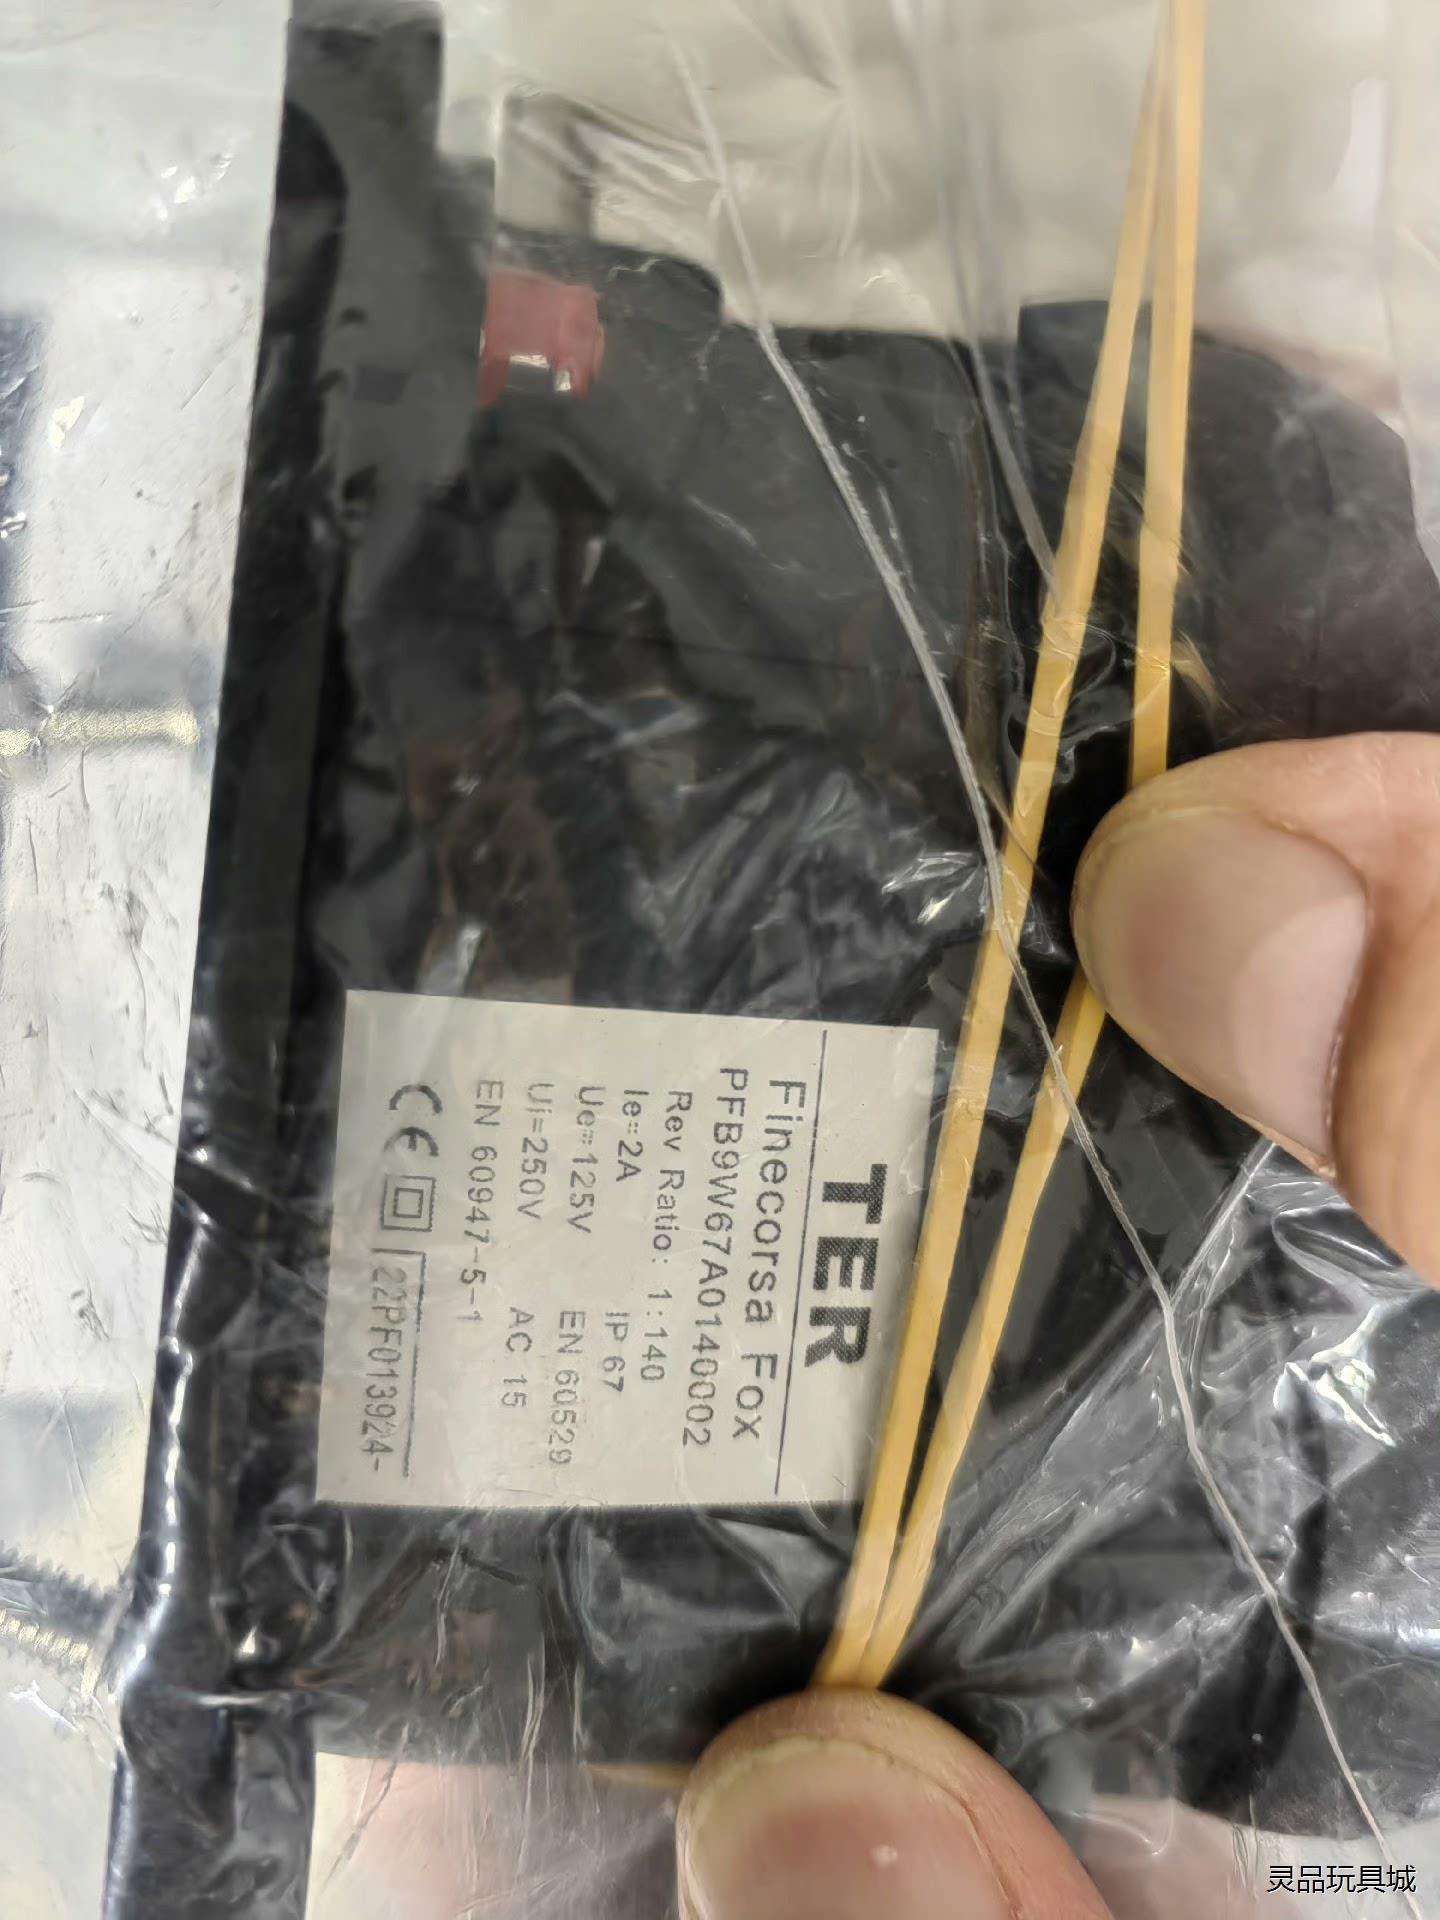 TER
Finecorsa Fox
PFB9W67A0140002
Rev Ratio: 1:140
Ie=2A IP 67
Ue=125V EN 60529
Ui=250V AC 15
EN 60947-5-1
CE 22PF013924-
灵品玩具城